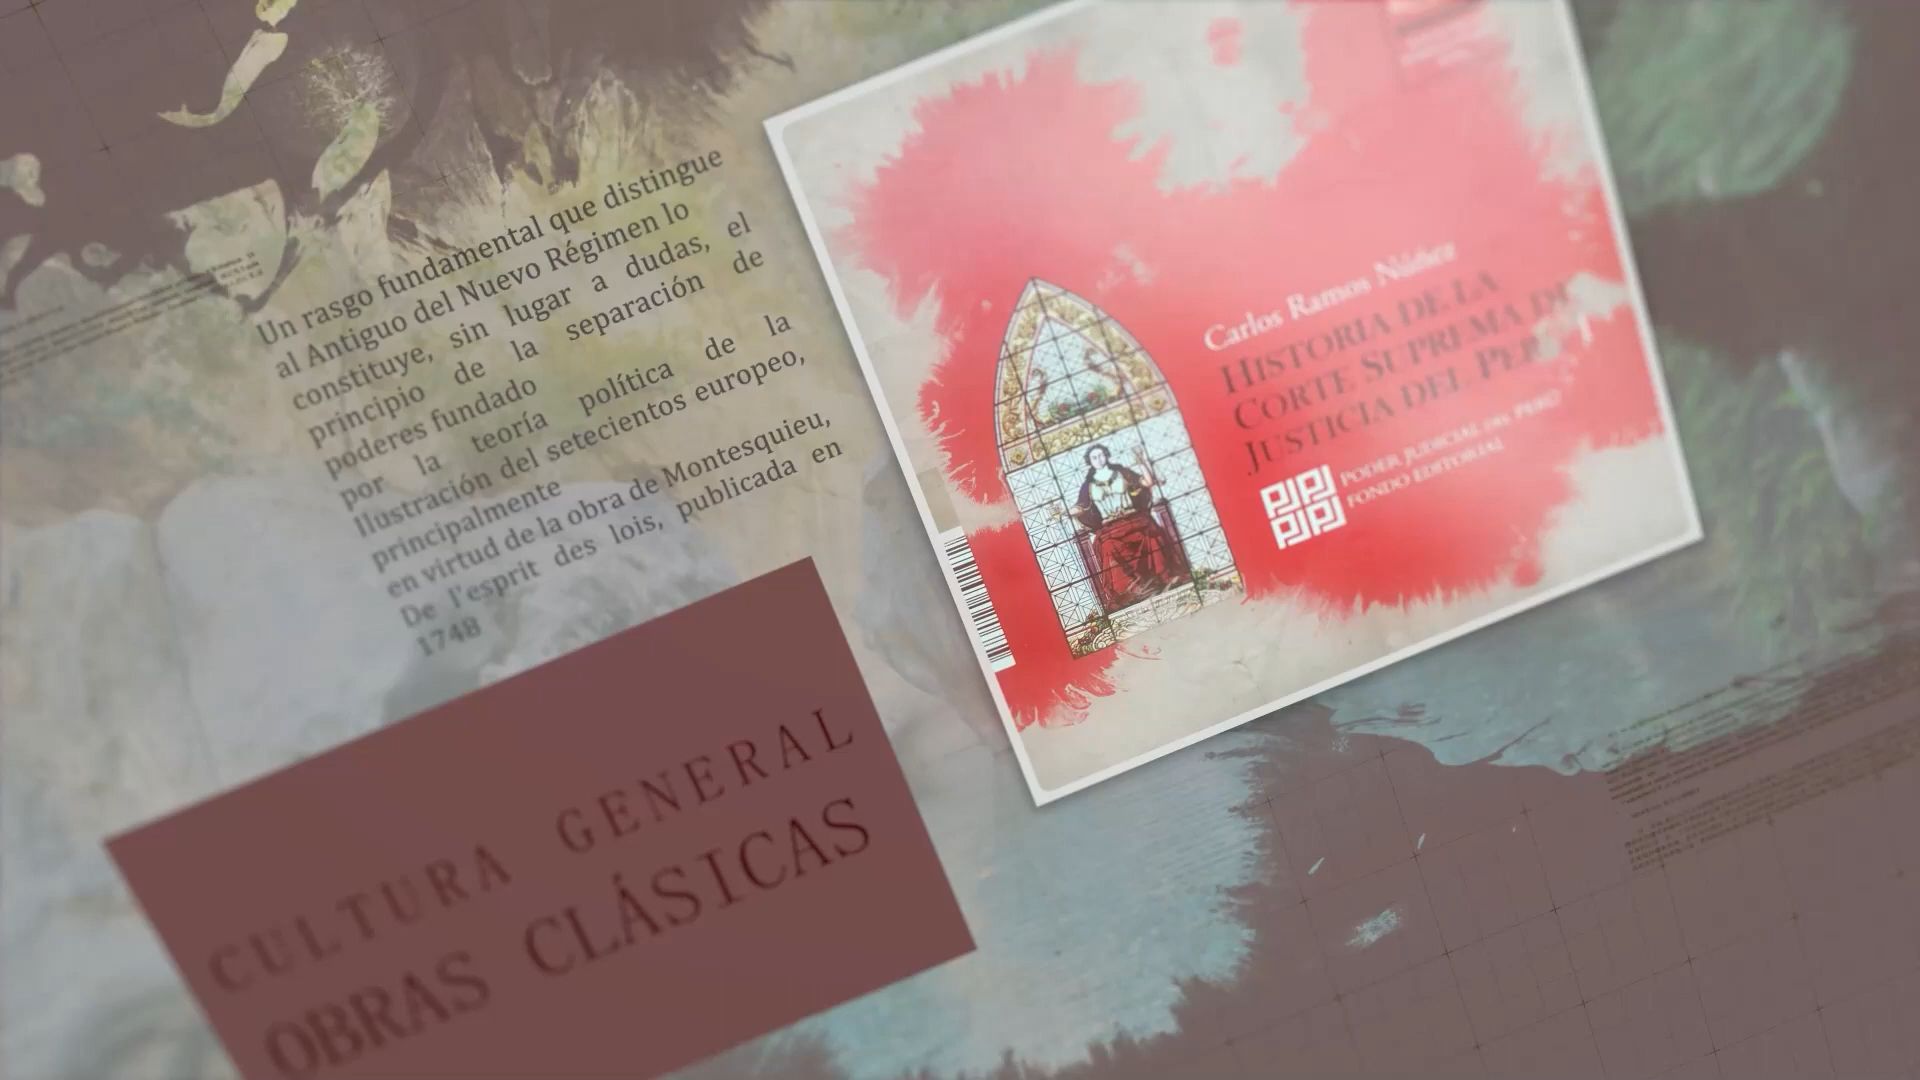 Un rasgo fundamental que distingue
al Antiguo del Nuevo Régimen lo
constituye, sin lugar a dudas, el
principio de la separación de
poderes fundado
por la teoría política de la
Ilustración del setecientos europeo,
principalmente
en virtud de la obra de Montesquieu,
De l'esprit des lois, publicada en
1748
Carlos Ramos Núñez
HISTORIA DE LA
CORTE SUPREMA DE
JUSTICIA DEL PERÚ
PODER JUDICIAL DEL PERÚ
FONDO EDITORIAL
CULTURA GENERAL
OBRAS CLÁSICAS